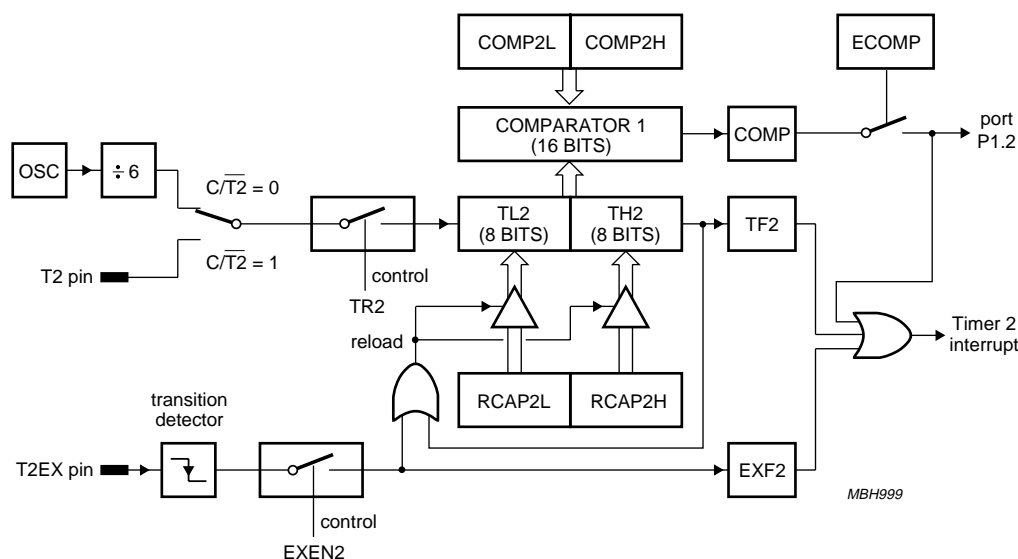 COMP2L COMP2H ECOMP
COMPARATOR 1
(16 BITS)
COMP
port
P1.2
OSC
÷ 6
C/T̅2̅ = 0
C/T̅2̅ = 1
T2 pin
control
TR2
TL2
(8 BITS)
TH2
(8 BITS)
TF2
reload
Timer 2
interrupt
RCAP2L RCAP2H
transition
detector
T2EX pin
control
EXEN2
EXF2
MBH999